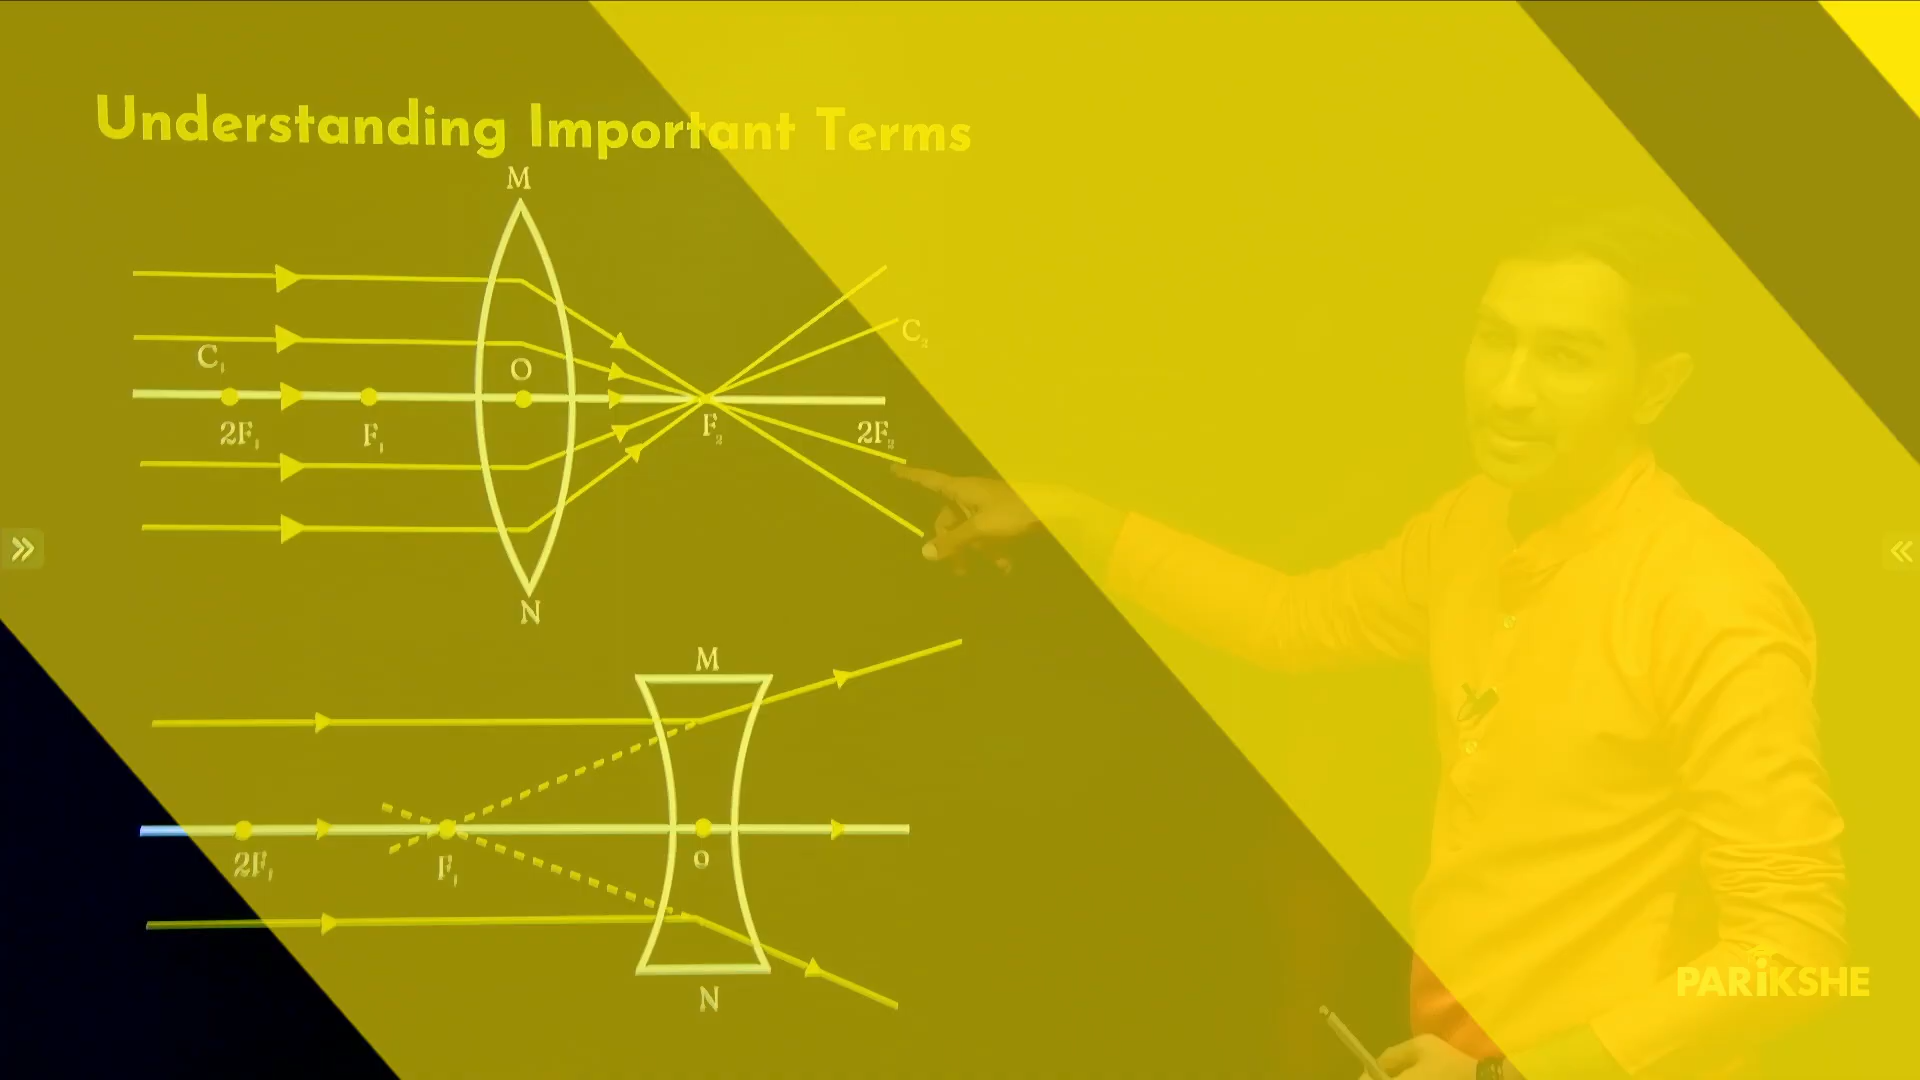 Understanding Important Terms
M
C₁
O
C₂
2F₁
F₁
F₂
2F₂
N
M
2F₁
F₁
O
N
PARiKSHE